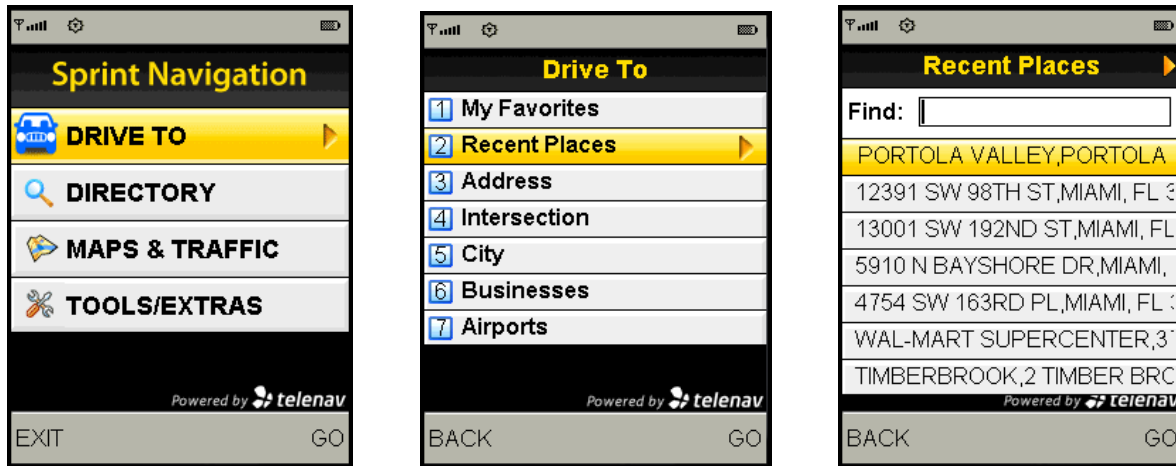 Sprint Navigation
DRIVE TO
DIRECTORY
MAPS & TRAFFIC
TOOLS/EXTRAS
Powered by telenav
EXIT GO
Drive To
1 My Favorites
2 Recent Places
3 Address
4 Intersection
5 City
6 Businesses
7 Airports
Powered by telenav
BACK GO
Recent Places
Find:
PORTOLA VALLEY,PORTOLA
12391 SW 98TH ST,MIAMI, FL
13001 SW 192ND ST,MIAMI, FL
5910 N BAYSHORE DR,MIAMI,
4754 SW 163RD PL,MIAMI, FL
WAL-MART SUPERCENTER,3
TIMBERBROOK,2 TIMBER BRO
Powered by telenav
BACK GO